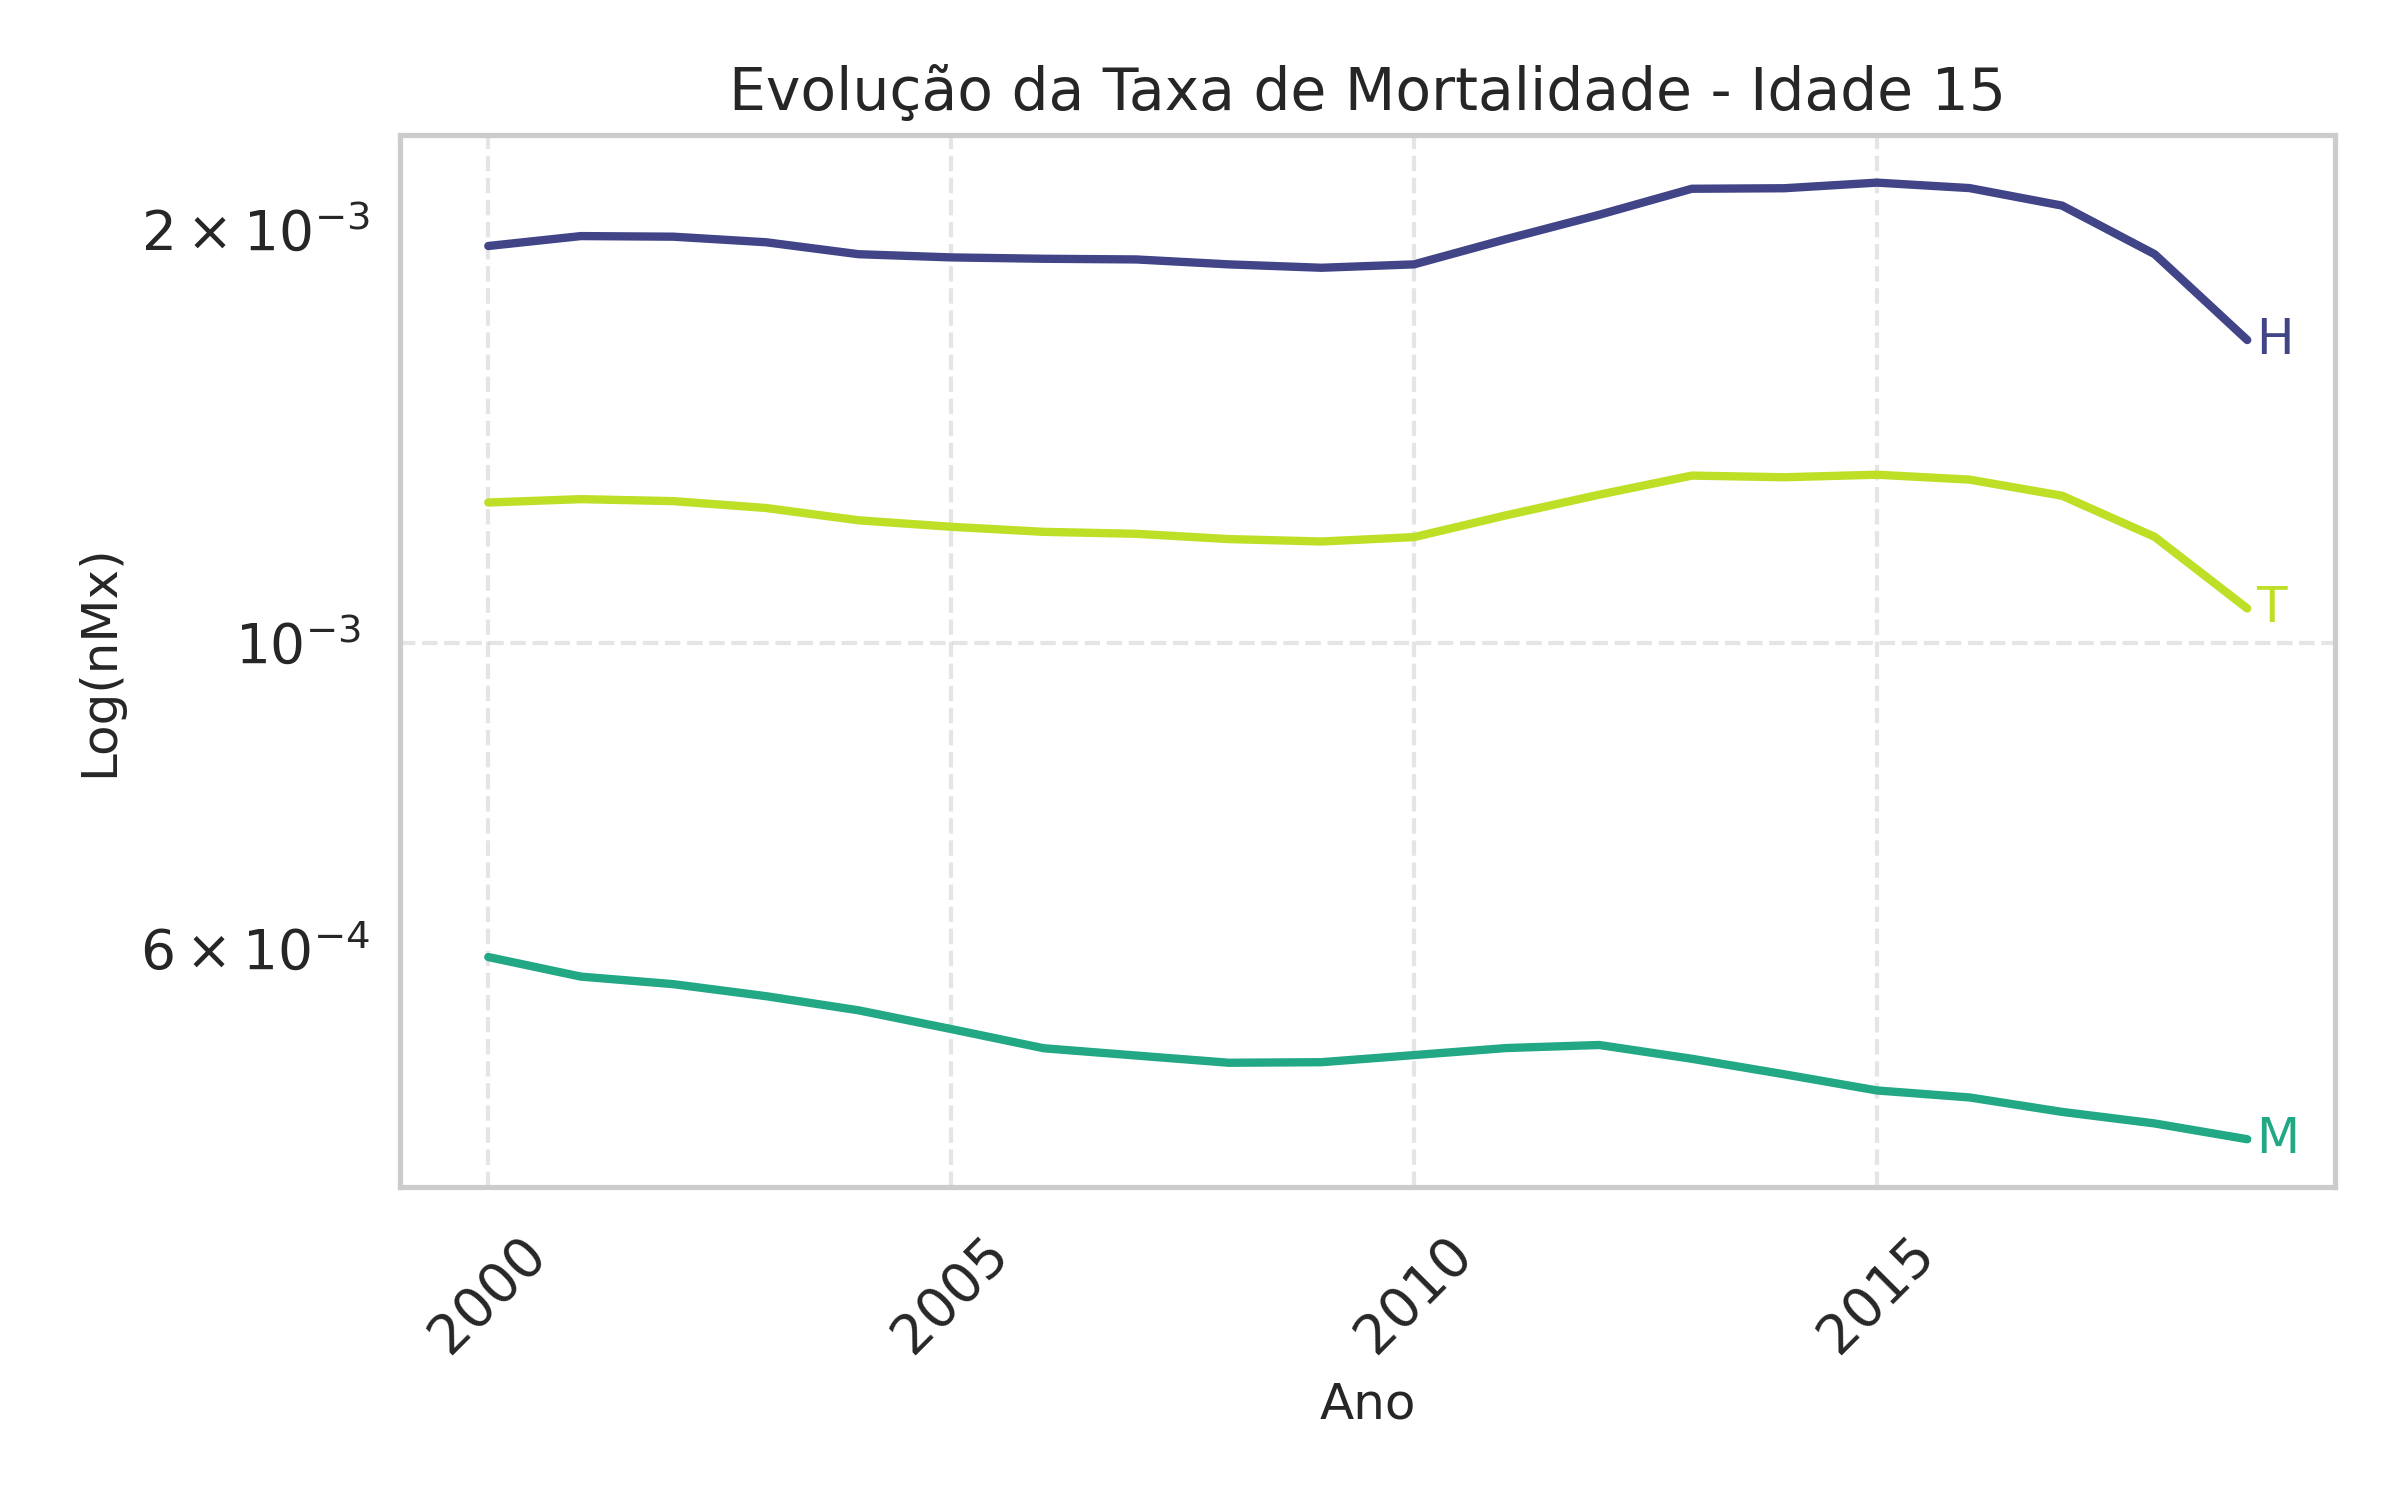 Evolução da Taxa de Mortalidade - Idade 15
2 × 10⁻³
10⁻³
6 × 10⁻⁴
Log(nMx)
H
T
M
2000
2005
2010
2015
Ano